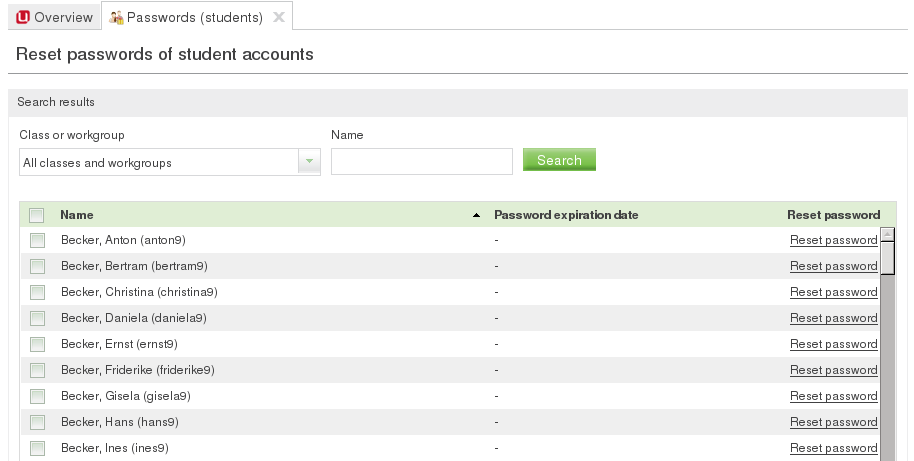 Overview Passwords (students)
Reset passwords of student accounts
Search results
Class or workgroup Name
All classes and workgroups Search
Name Password expiration date Reset password
Becker, Anton (anton9) - Reset password
Becker, Bertram (bertram9) - Reset password
Becker, Christina (christina9) - Reset password
Becker, Daniela (daniela9) - Reset password
Becker, Ernst (ernst9) - Reset password
Becker, Friderike (friderike9) - Reset password
Becker, Gisela (gisela9) - Reset password
Becker, Hans (hans9) - Reset password
Becker, Ines (ines9) - Reset password